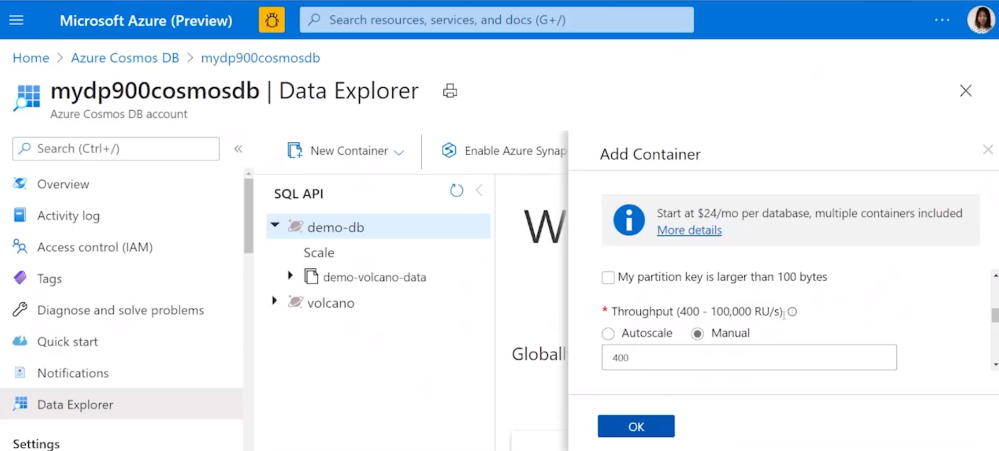 Microsoft Azure (Preview)
Search resources, services, and docs (G+/)
Home > Azure Cosmos DB > mydp900cosmosdb
mydp900cosmosdb | Data Explorer
Azure Cosmos DB account
Search (Ctrl+/)
Overview
Activity log
Access control (IAM)
Tags
Diagnose and solve problems
Quick start
Notifications
Data Explorer
Settings
New Container
Enable Azure Synap
SQL API
demo-db
Scale
demo-volcano-data
volcano
W
Globall
Add Container
Start at $24/mo per database, multiple containers included
More details
My partition key is larger than 100 bytes
* Throughput (400 - 100,000 RU/s)
Autoscale Manual
400
OK